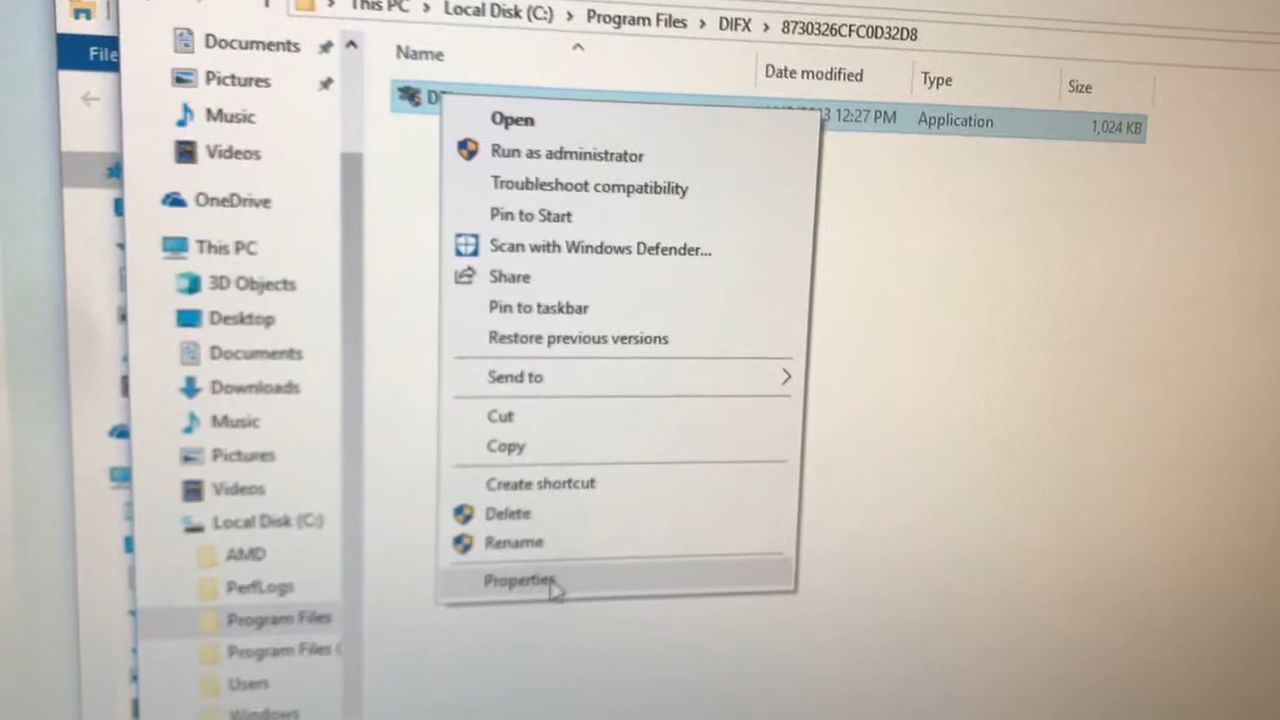 This PC > Local Disk (C:) > Program Files > DIFX > 8730326CFC0D32D8
File
Name
Date modified
Type
Size
12:27 PM
Application
1,024 KB
Documents
Pictures
Music
Videos
OneDrive
This PC
3D Objects
Desktop
Documents
Downloads
Music
Pictures
Videos
Local Disk (C:)
AMD
PerfLogs
Program Files
Program Files (
Users
Windows
Open
Run as administrator
Troubleshoot compatibility
Pin to Start
Scan with Windows Defender...
Share
Pin to taskbar
Restore previous versions
Send to
Cut
Copy
Create shortcut
Delete
Rename
Properties